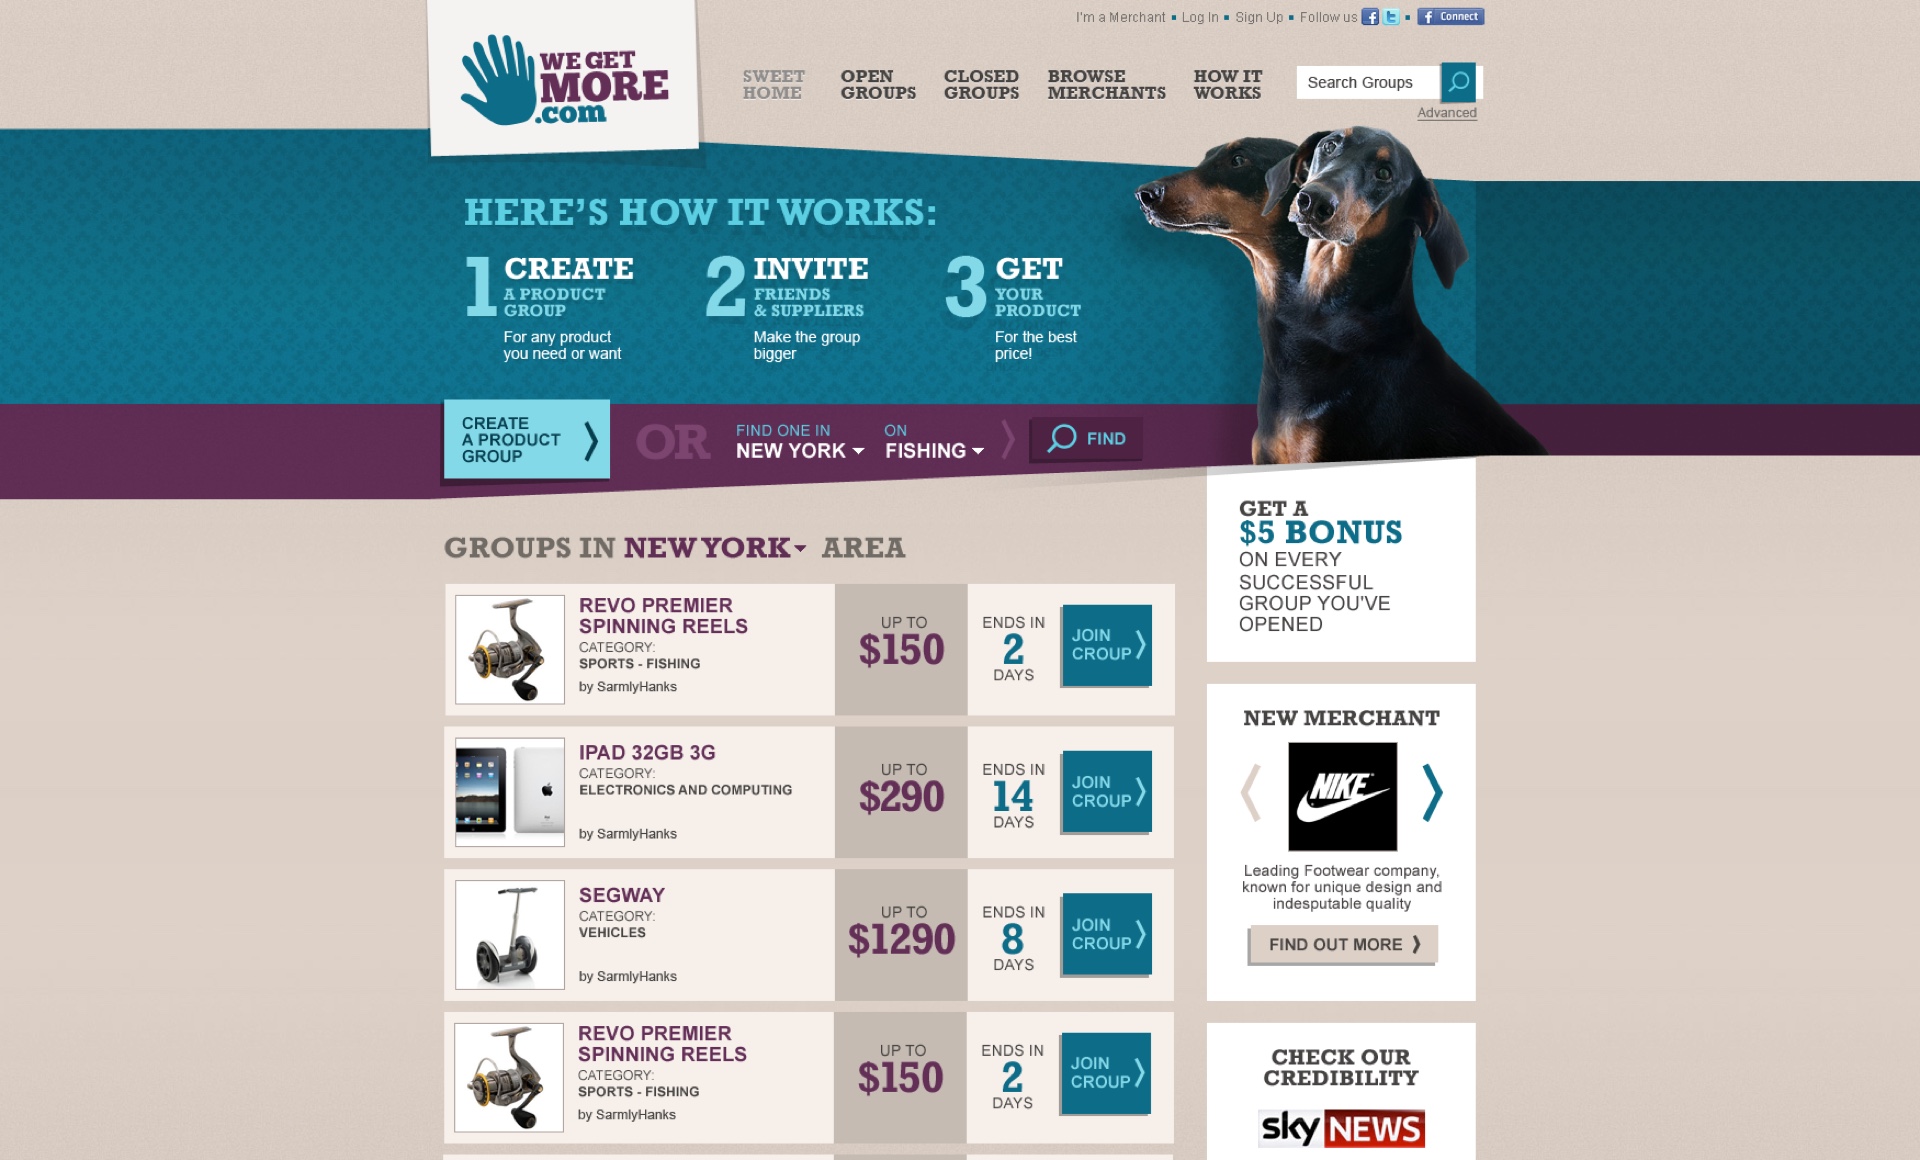 I'm a Merchant ▪ Log In ▪ Sign Up ▪ Follow us f t ▪ f Connect
WE GET
MORE
.com
SWEET
HOME
OPEN
GROUPS
CLOSED
GROUPS
BROWSE
MERCHANTS
HOW IT
WORKS
Search Groups
Advanced
HERE'S HOW IT WORKS:
1 CREATE
A PRODUCT
GROUP
For any product
you need or want
2 INVITE
FRIENDS
& SUPPLIERS
Make the group
bigger
3 GET
YOUR
PRODUCT
For the best
price!
CREATE
A PRODUCT
GROUP
OR
FIND ONE IN
NEW YORK
ON
FISHING
FIND
GROUPS IN NEW YORK AREA
REVO PREMIER
SPINNING REELS
CATEGORY:
SPORTS - FISHING
by SarmlyHanks
UP TO
$150
ENDS IN
2
DAYS
JOIN
CROUP
IPAD 32GB 3G
CATEGORY:
ELECTRONICS AND COMPUTING
by SarmlyHanks
UP TO
$290
ENDS IN
14
DAYS
JOIN
CROUP
SEGWAY
CATEGORY:
VEHICLES
by SarmlyHanks
UP TO
$1290
ENDS IN
8
DAYS
JOIN
CROUP
REVO PREMIER
SPINNING REELS
CATEGORY:
SPORTS - FISHING
by SarmlyHanks
UP TO
$150
ENDS IN
2
DAYS
JOIN
CROUP
GET A
$5 BONUS
ON EVERY
SUCCESSFUL
GROUP YOU'VE
OPENED
NEW MERCHANT
NIKE
Leading Footwear company,
known for unique design and
indesputable quality
FIND OUT MORE
CHECK OUR
CREDIBILITY
sky NEWS